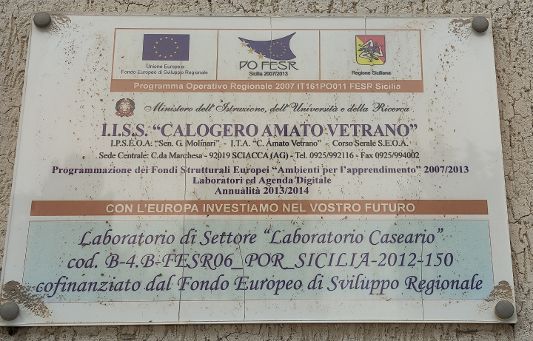 Unione Europea
Fondo Europeo di Sviluppo Regionale
PO FESR
Sicilia 2007/2013
Regione Siciliana
Programma Operativo Regionale 2007 IT161PO011 FESR Sicilia
Ministero dell'Istruzione, dell'Università e della Ricerca
I.I.S.S. "CALOGERO AMATO VETRANO"
I.P.S.E.O.A: "Sen. G. Molinari" - I.T.A. "C. Amato Vetrano" - Corso Serale S.E.O.A.
Sede Centrale: C.da Marchesa - 92019 SCIACCA (AG) - Tel. 0925/992116 - Fax 0925/994002
Programmazione dei Fondi Strutturali Europei "Ambienti per l'apprendimento" 2007/2013
Laboratori ed Agenda Digitale
Annualità 2013/2014
CON L'EUROPA INVESTIAMO NEL VOSTRO FUTURO
Laboratorio di Settore "Laboratorio Caseario"
cod. B-4.B-FESR06_POR_SICILIA-2012-150
cofinanziato dal Fondo Europeo di Sviluppo Regionale